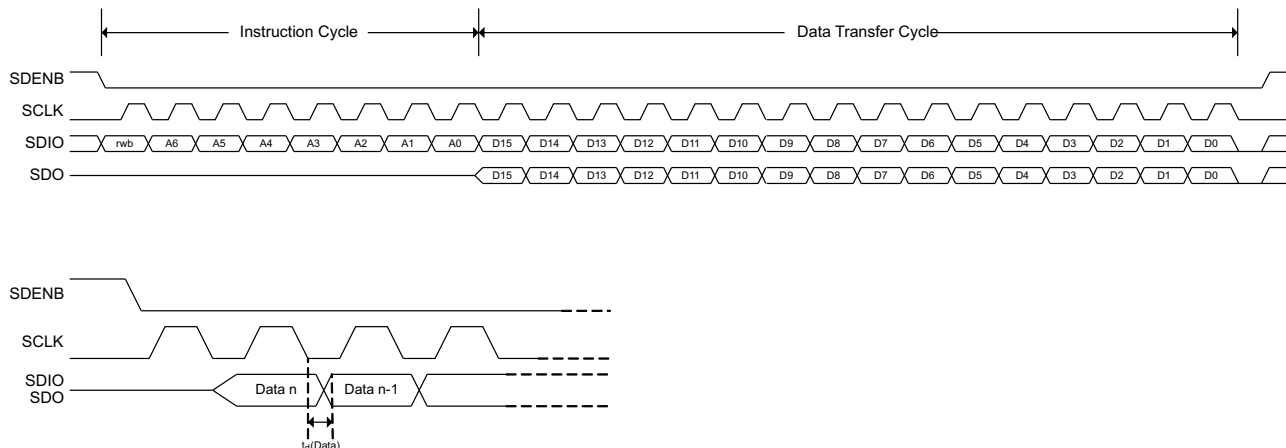 Instruction Cycle Data Transfer Cycle
SDENB
SCLK
SDIO rwb A6 A5 A4 A3 A2 A1 A0 D15 D14 D13 D12 D11 D10 D9 D8 D7 D6 D5 D4 D3 D2 D1 D0
SDO D15 D14 D13 D12 D11 D10 D9 D8 D7 D6 D5 D4 D3 D2 D1 D0
SDENB
SCLK
SDIO
SDO
Data n Data n-1
td(Data)